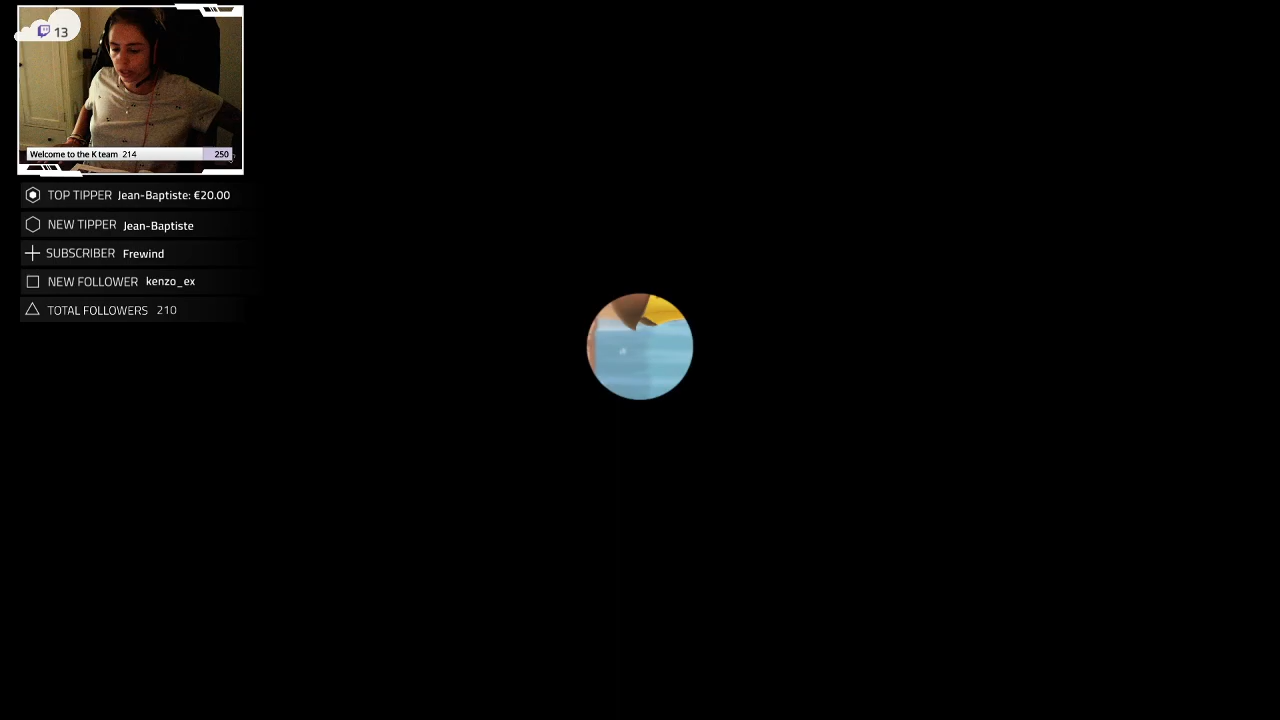 13
Welcome to the K team 214 250
TOP TIPPER Jean-Baptiste: €20.00
NEW TIPPER Jean-Baptiste
SUBSCRIBER Frewind
NEW FOLLOWER kenzo_ex
TOTAL FOLLOWERS 210